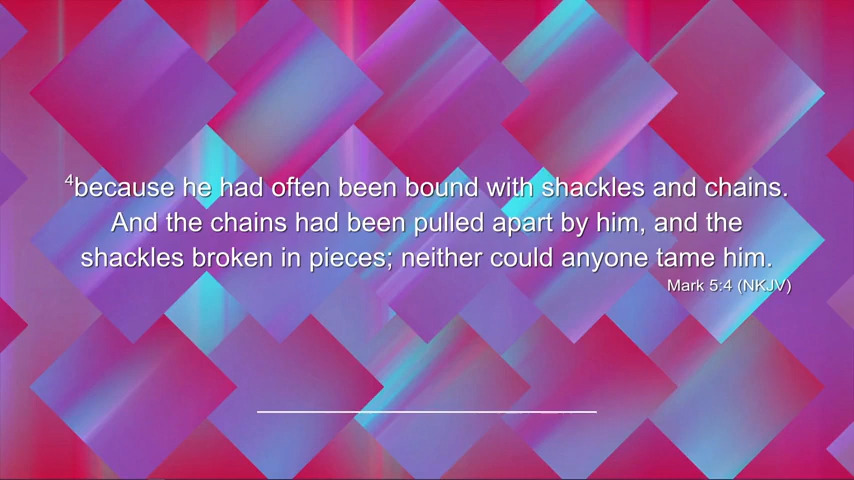 4because he had often been bound with shackles and chains.
And the chains had been pulled apart by him, and the
shackles broken in pieces; neither could anyone tame him.
Mark 5:4 (NKJV)